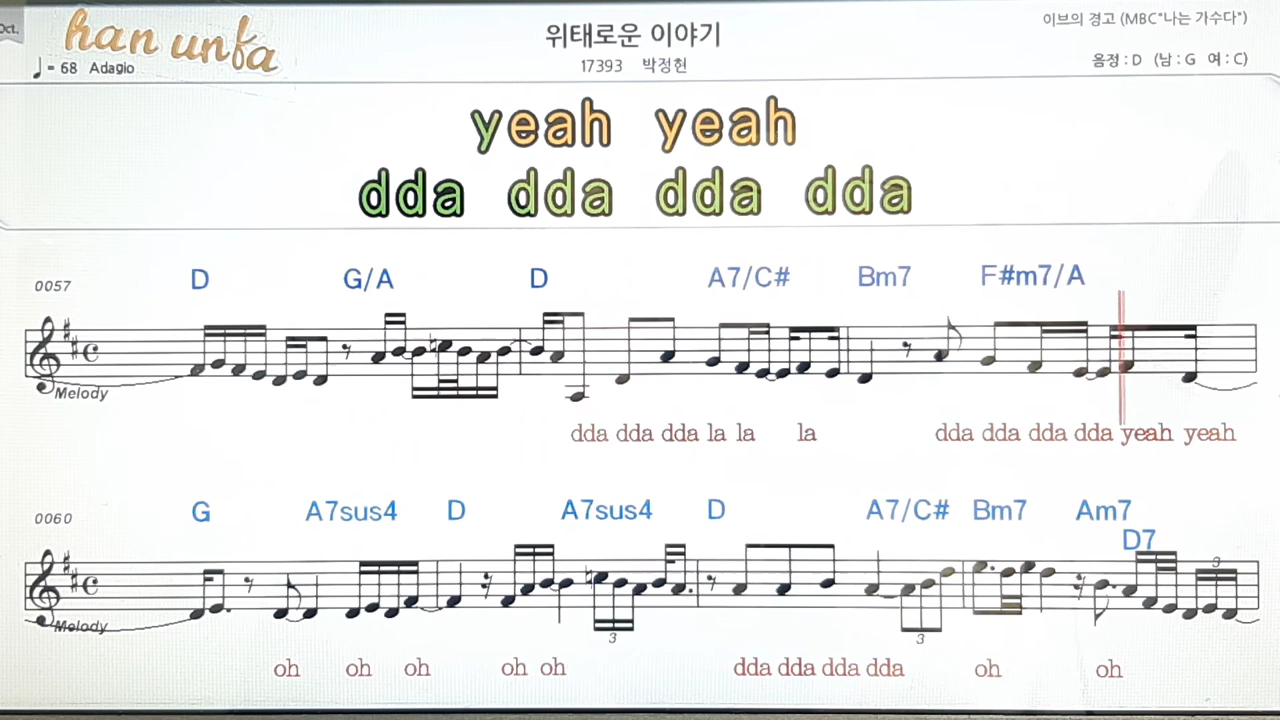 Oct.
han unfa
♩= 68 Adagio
위태로운 이야기
17393 박정현
이브의 경고 (MBC"나는 가수다")
음정 : D (남 : G 여 : C)
yeah yeah
dda dda dda dda
0057 D G/A D A7/C# Bm7 F#m7/A
Melody
dda dda dda la la la dda dda dda dda yeah yeah
0060 G A7sus4 D A7sus4 D A7/C# Bm7 Am7
D7
3
Melody
3 3
oh oh oh oh oh dda dda dda dda oh oh